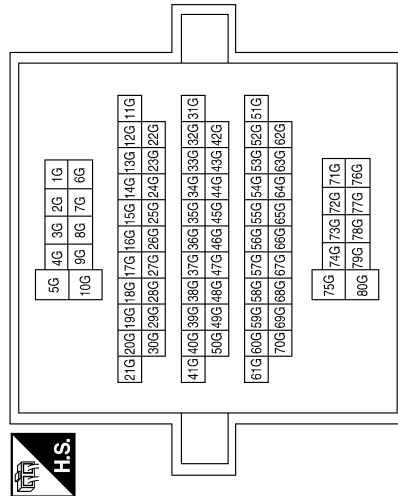 H.S.
5G 4G 3G 2G 1G
10G 9G 8G 7G 6G
21G 20G 19G 18G 17G 16G 15G 14G 13G 12G 11G
30G 29G 28G 27G 26G 25G 24G 23G 22G
41G 40G 39G 38G 37G 36G 35G 34G 33G 32G 31G
50G 49G 48G 47G 46G 45G 44G 43G 42G
61G 60G 59G 58G 57G 56G 55G 54G 53G 52G 51G
70G 69G 68G 67G 66G 65G 64G 63G 62G
75G 74G 73G 72G 71G
80G 79G 78G 77G 76G